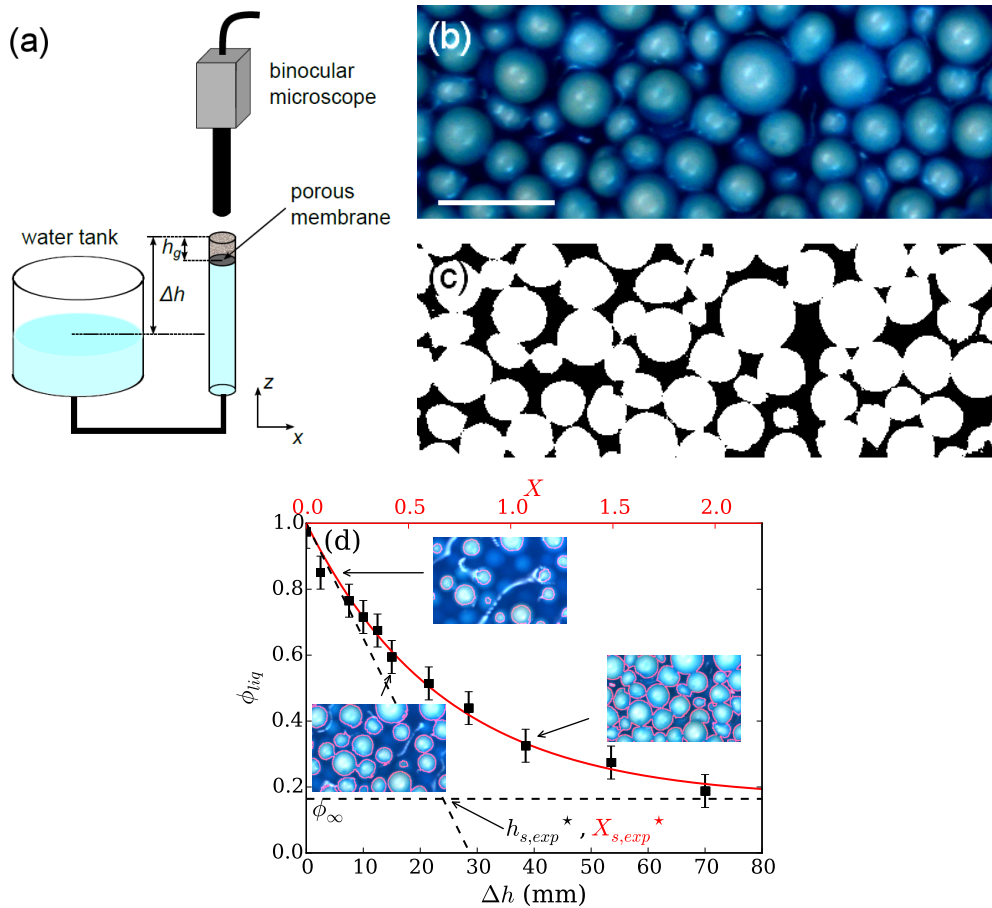 (a)
binocular
microscope
porous
membrane
water tank
h_g
Δh
z
x
(b)
(c)
X
0.0 0.5 1.0 1.5 2.0
(d)
1.0
0.8
0.6
0.4
0.2
0.0
ϕ_liq
ϕ_∞
h_{s,exp}^⋆ , X_{s,exp}^⋆
0 10 20 30 40 50 60 70 80
Δh (mm)